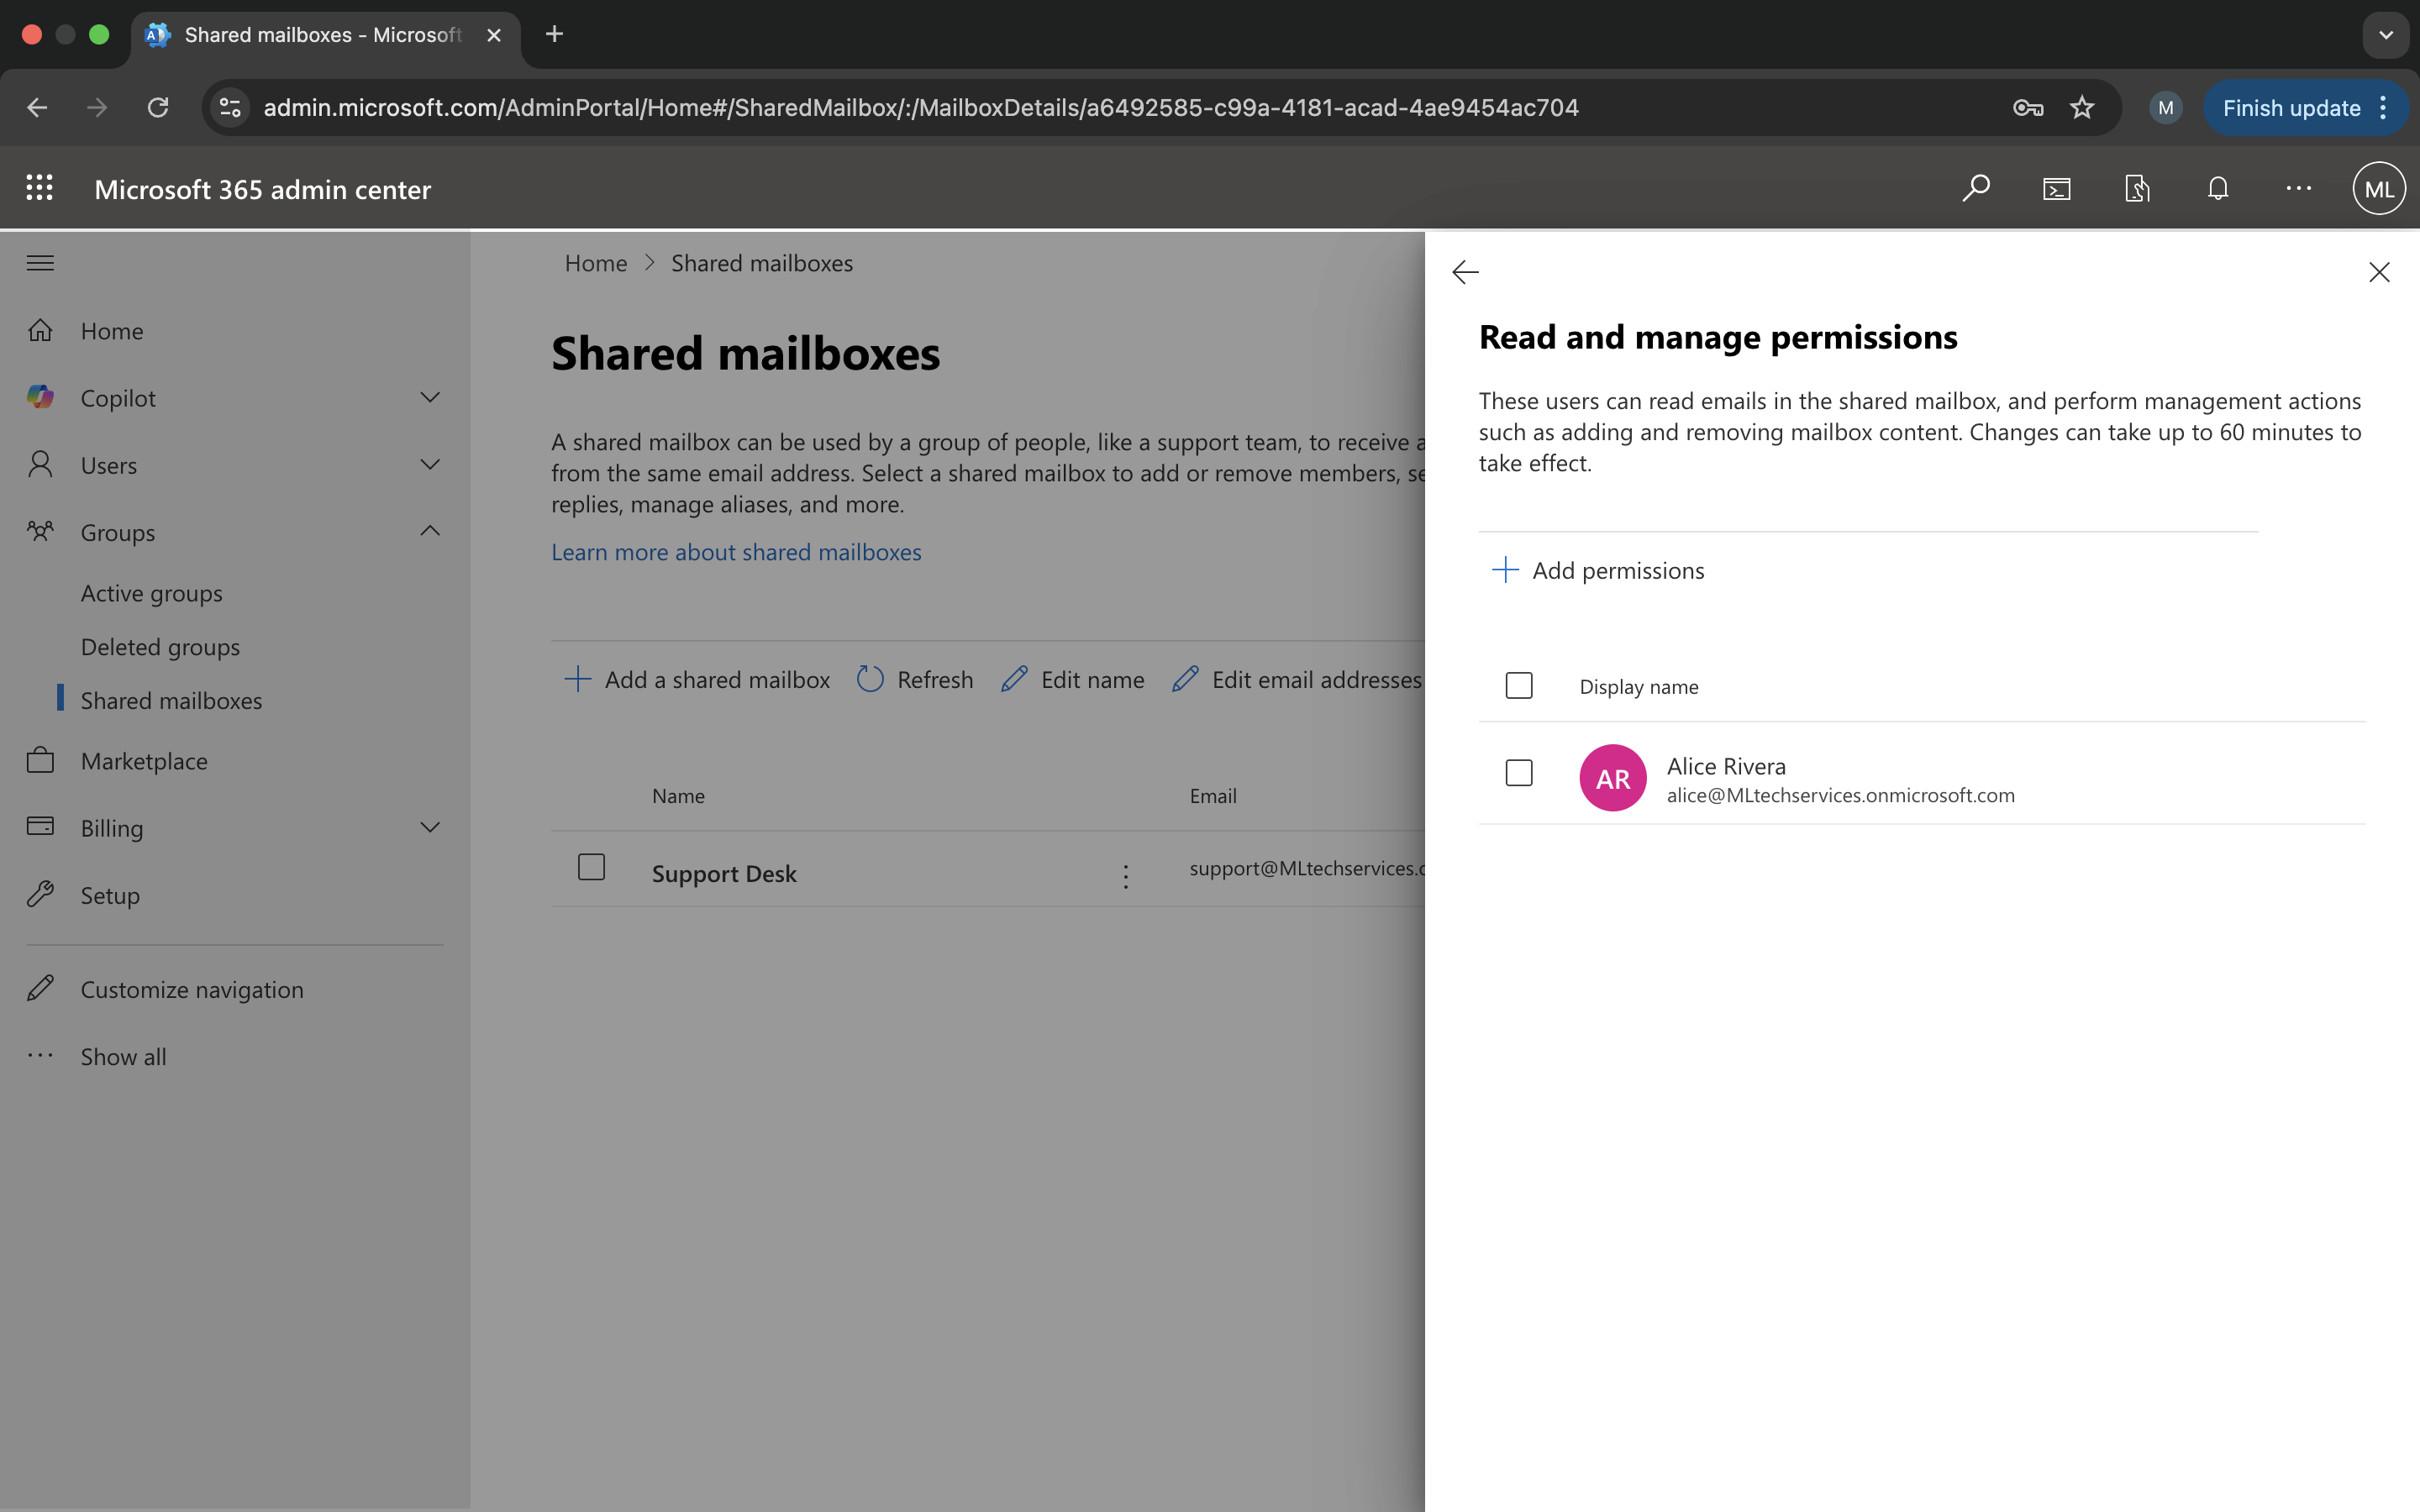 Shared mailboxes - Microsoft
admin.microsoft.com/AdminPortal/Home#/SharedMailbox/:/MailboxDetails/a6492585-c99a-4181-acad-4ae9454ac704
M
Finish update
Microsoft 365 admin center
ML
Home
Copilot
Users
Groups
Active groups
Deleted groups
Shared mailboxes
Marketplace
Billing
Setup
Customize navigation
Show all
Home > Shared mailboxes
Shared mailboxes
A shared mailbox can be used by a group of people, like a support team, to receive a
from the same email address. Select a shared mailbox to add or remove members, se
replies, manage aliases, and more.
Learn more about shared mailboxes
Add a shared mailbox Refresh Edit name Edit email addresses
Name Email
Support Desk support@MLtechservices.c
Read and manage permissions
These users can read emails in the shared mailbox, and perform management actions
such as adding and removing mailbox content. Changes can take up to 60 minutes to
take effect.
Add permissions
Display name
AR
Alice Rivera
alice@MLtechservices.onmicrosoft.com